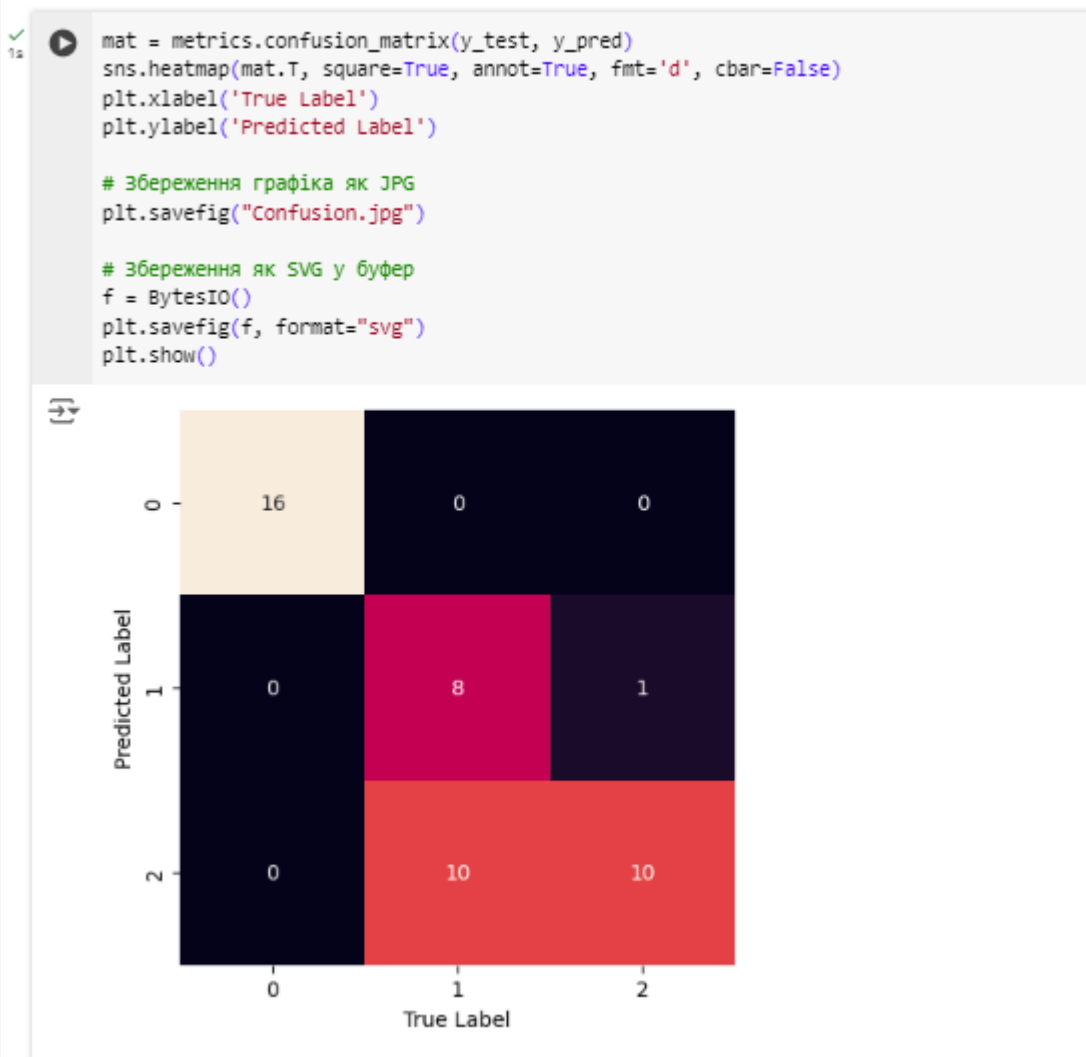 1s
mat = metrics.confusion_matrix(y_test, y_pred)
sns.heatmap(mat.T, square=True, annot=True, fmt='d', cbar=False)
plt.xlabel('True Label')
plt.ylabel('Predicted Label')
# Збереження графіка як JPG
plt.savefig("Confusion.jpg")
# Збереження як SVG у буфер
f = BytesIO()
plt.savefig(f, format="svg")
plt.show()
Predicted Label
0 16 0 0
1 0 8 1
2 0 10 10
0 1 2
True Label